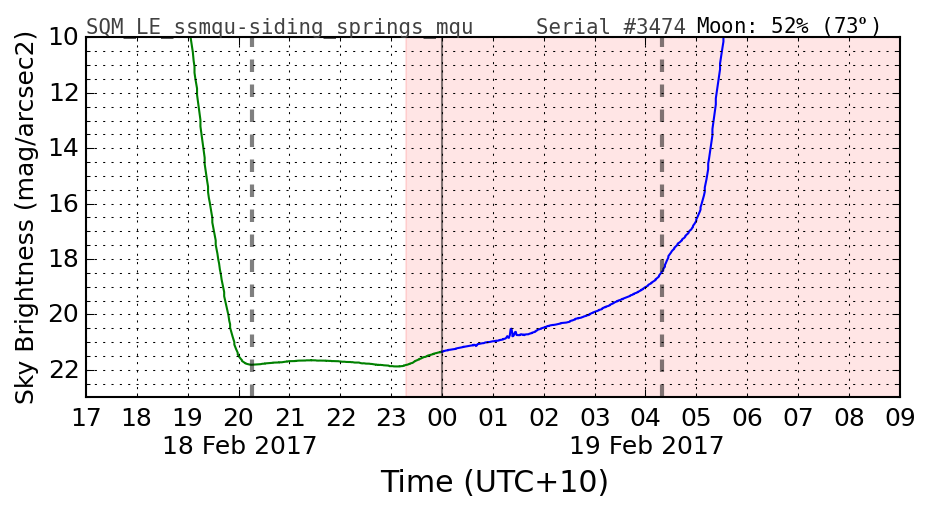 SQM_LE_ssmqu-siding_springs_mqu Serial #3474 Moon: 52% (73°)
10
12
14
16
18
20
22
Sky Brightness (mag/arcsec2)
17 18 19 20 21 22 23 00 01 02 03 04 05 06 07 08 09
18 Feb 2017 19 Feb 2017
Time (UTC+10)